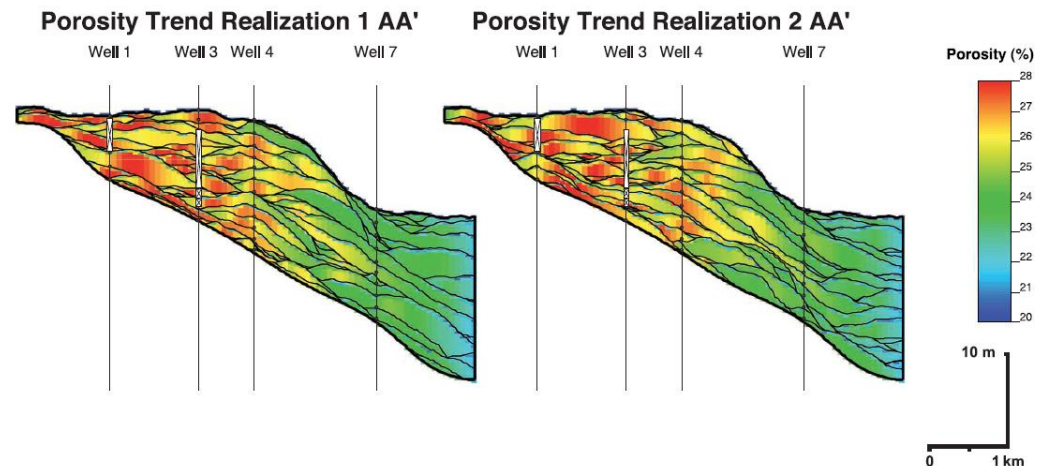 Porosity Trend Realization 1 AA'
Well 1 Well 3 Well 4 Well 7
Porosity Trend Realization 2 AA'
Well 1 Well 3 Well 4 Well 7
Porosity (%)
28
27
26
25
24
22
21
20
10 m
0 1 km